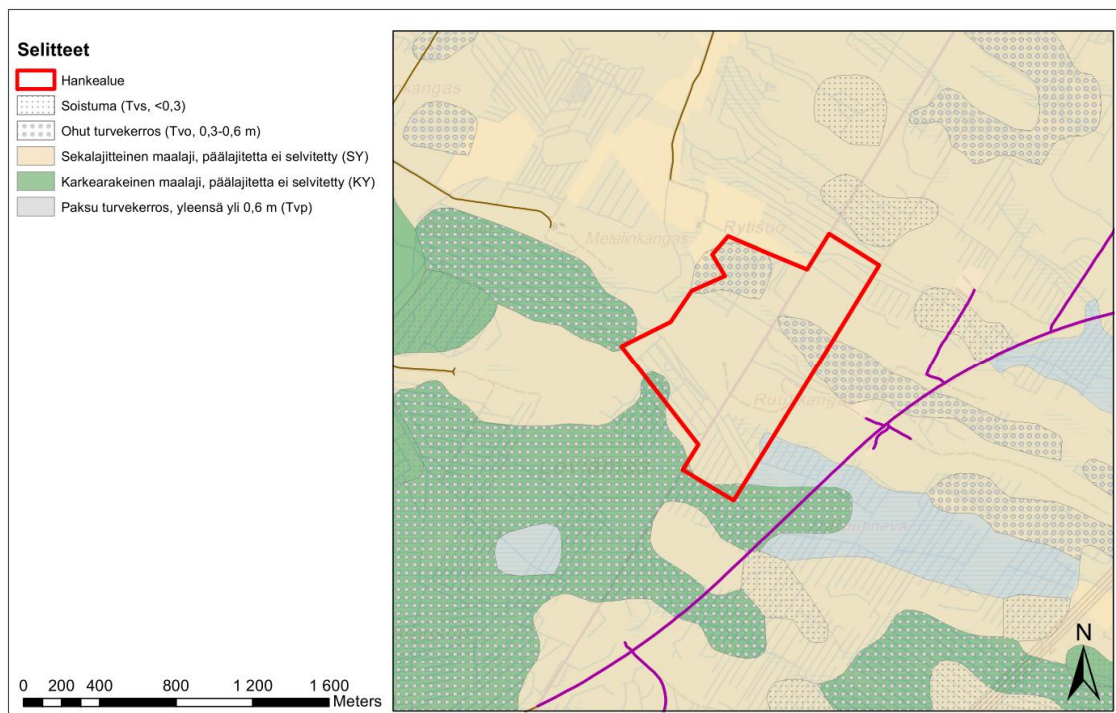 Selitteet
Hankealue
Soistuma (Tvs, <0,3)
Ohut turvekerros (Tvo, 0,3-0,6 m)
Sekalajitteinen maalaji, päälajitetta ei selvitetty (SY)
Karkearakeinen maalaji, päälajitetta ei selvitetty (KY)
Paksu turvekerros, yleensä yli 0,6 m (Tvp)
0 200 400 800 1 200 1 600
Meters
kangas
Rytisuo
Metelinkangas
N